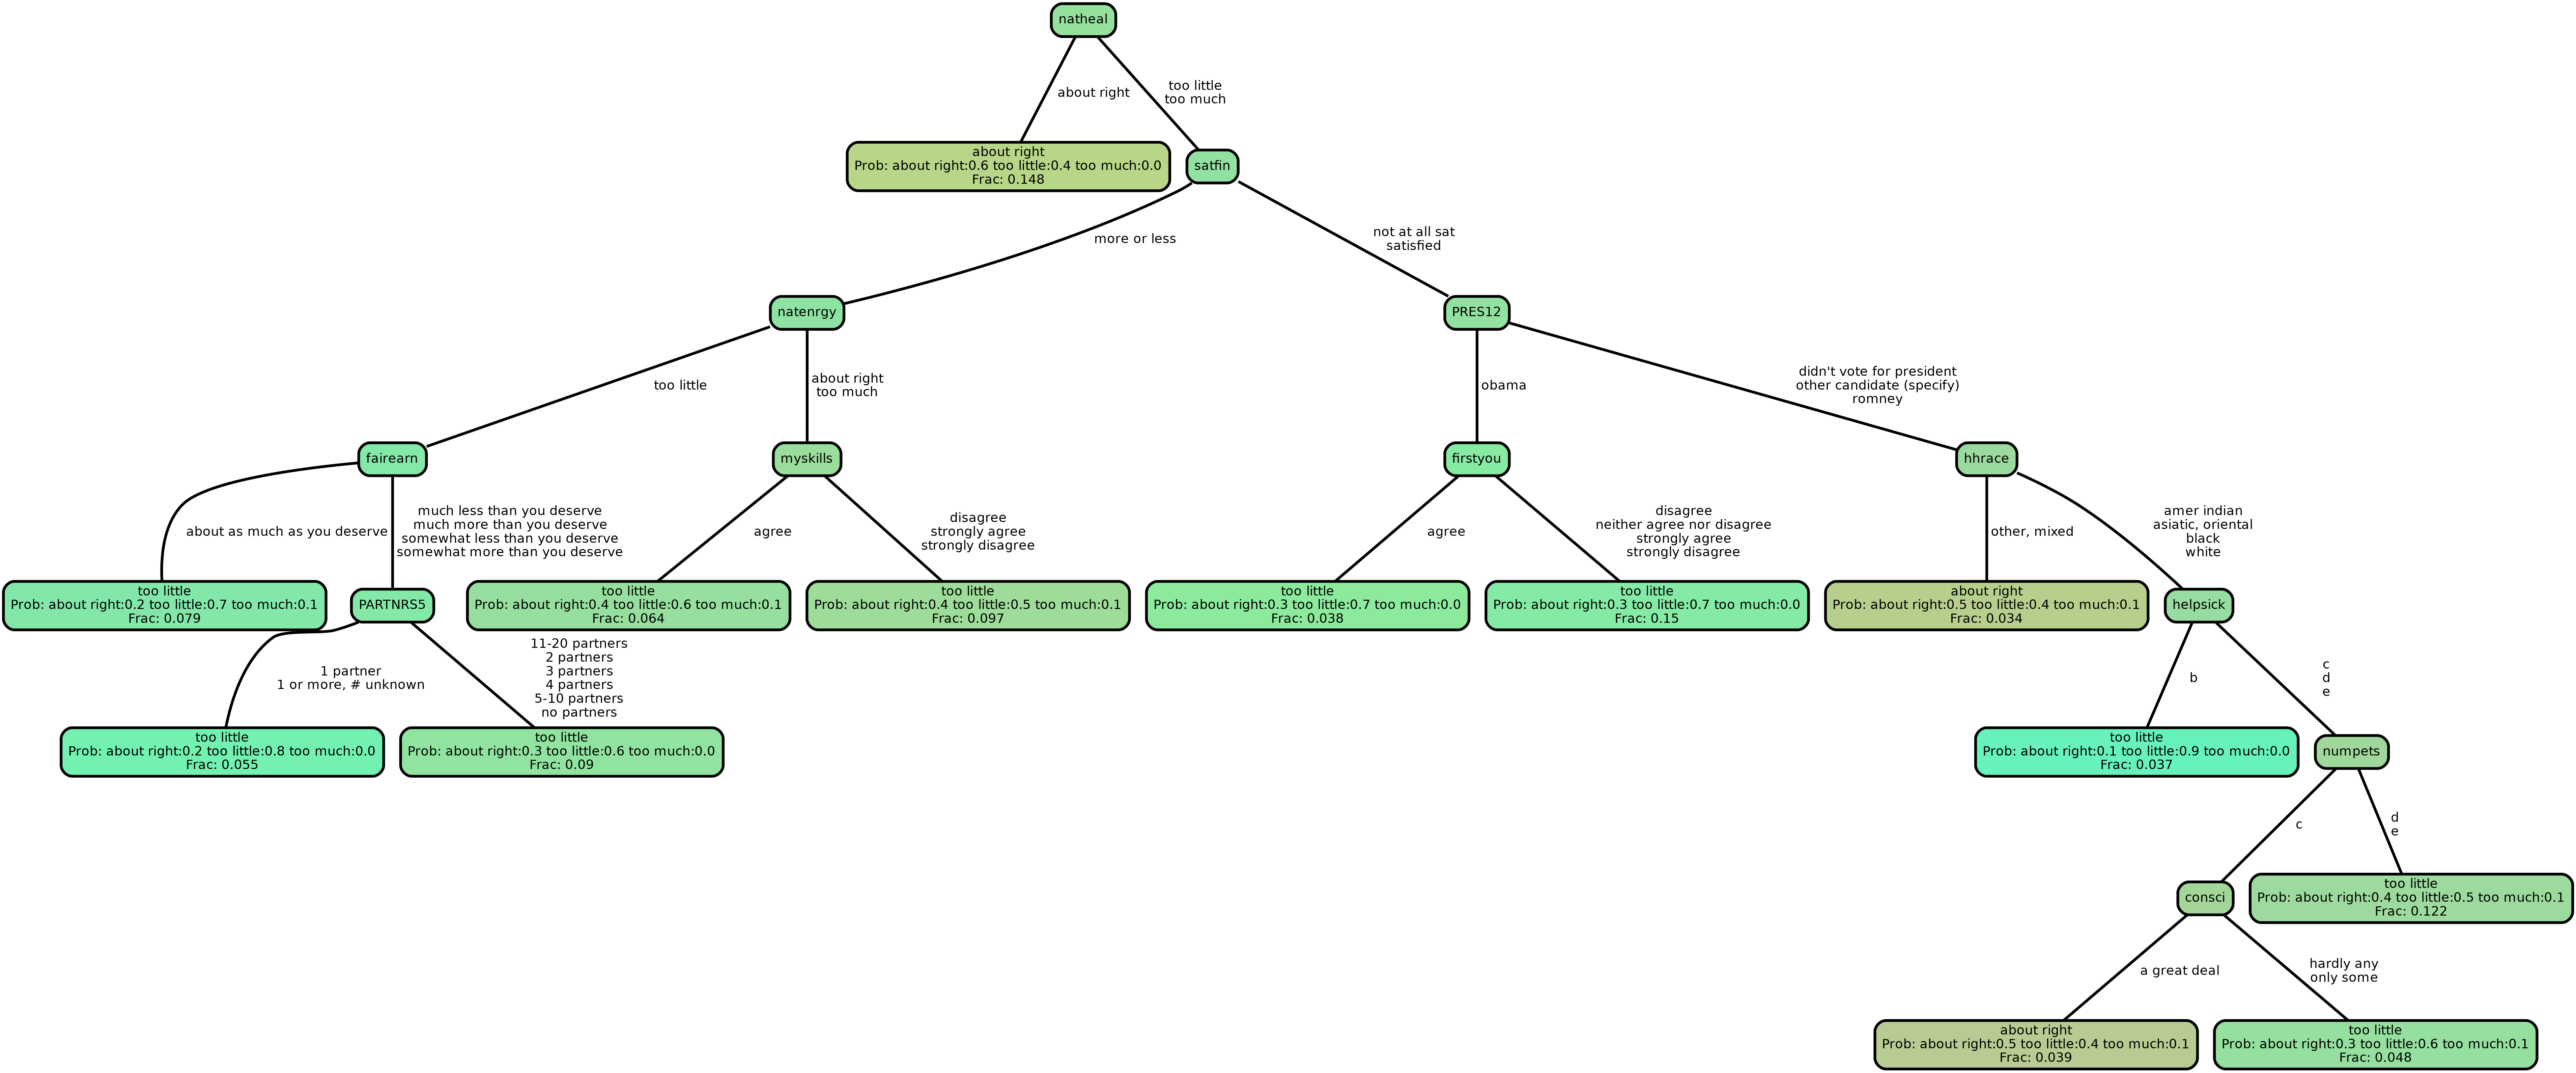 natheal
about right
too little
too much
about right
Prob: about right:0.6 too little:0.4 too much:0.0
Frac: 0.148
satfin
more or less
not at all sat
satisfied
natenrgy
PRES12
too little
about right
too much
obama
didn't vote for president
other candidate (specify)
romney
fairearn
myskills
firstyou
hhrace
about as much as you deserve
much less than you deserve
much more than you deserve
somewhat less than you deserve
somewhat more than you deserve
agree
disagree
strongly agree
strongly disagree
agree
disagree
neither agree nor disagree
strongly agree
strongly disagree
other, mixed
amer indian
asiatic, oriental
black
white
too little
Prob: about right:0.2 too little:0.7 too much:0.1
Frac: 0.079
PARTNRS5
too little
Prob: about right:0.4 too little:0.6 too much:0.1
Frac: 0.064
too little
Prob: about right:0.4 too little:0.5 too much:0.1
Frac: 0.097
too little
Prob: about right:0.3 too little:0.7 too much:0.0
Frac: 0.038
too little
Prob: about right:0.3 too little:0.7 too much:0.0
Frac: 0.15
about right
Prob: about right:0.5 too little:0.4 too much:0.1
Frac: 0.034
helpsick
1 partner
1 or more, # unknown
11-20 partners
2 partners
3 partners
4 partners
5-10 partners
no partners
b
c
d
e
too little
Prob: about right:0.2 too little:0.8 too much:0.0
Frac: 0.055
too little
Prob: about right:0.3 too little:0.6 too much:0.0
Frac: 0.09
too little
Prob: about right:0.1 too little:0.9 too much:0.0
Frac: 0.037
numpets
c
d
e
consci
too little
Prob: about right:0.4 too little:0.5 too much:0.1
Frac: 0.122
a great deal
hardly any
only some
about right
Prob: about right:0.5 too little:0.4 too much:0.1
Frac: 0.039
too little
Prob: about right:0.3 too little:0.6 too much:0.1
Frac: 0.048